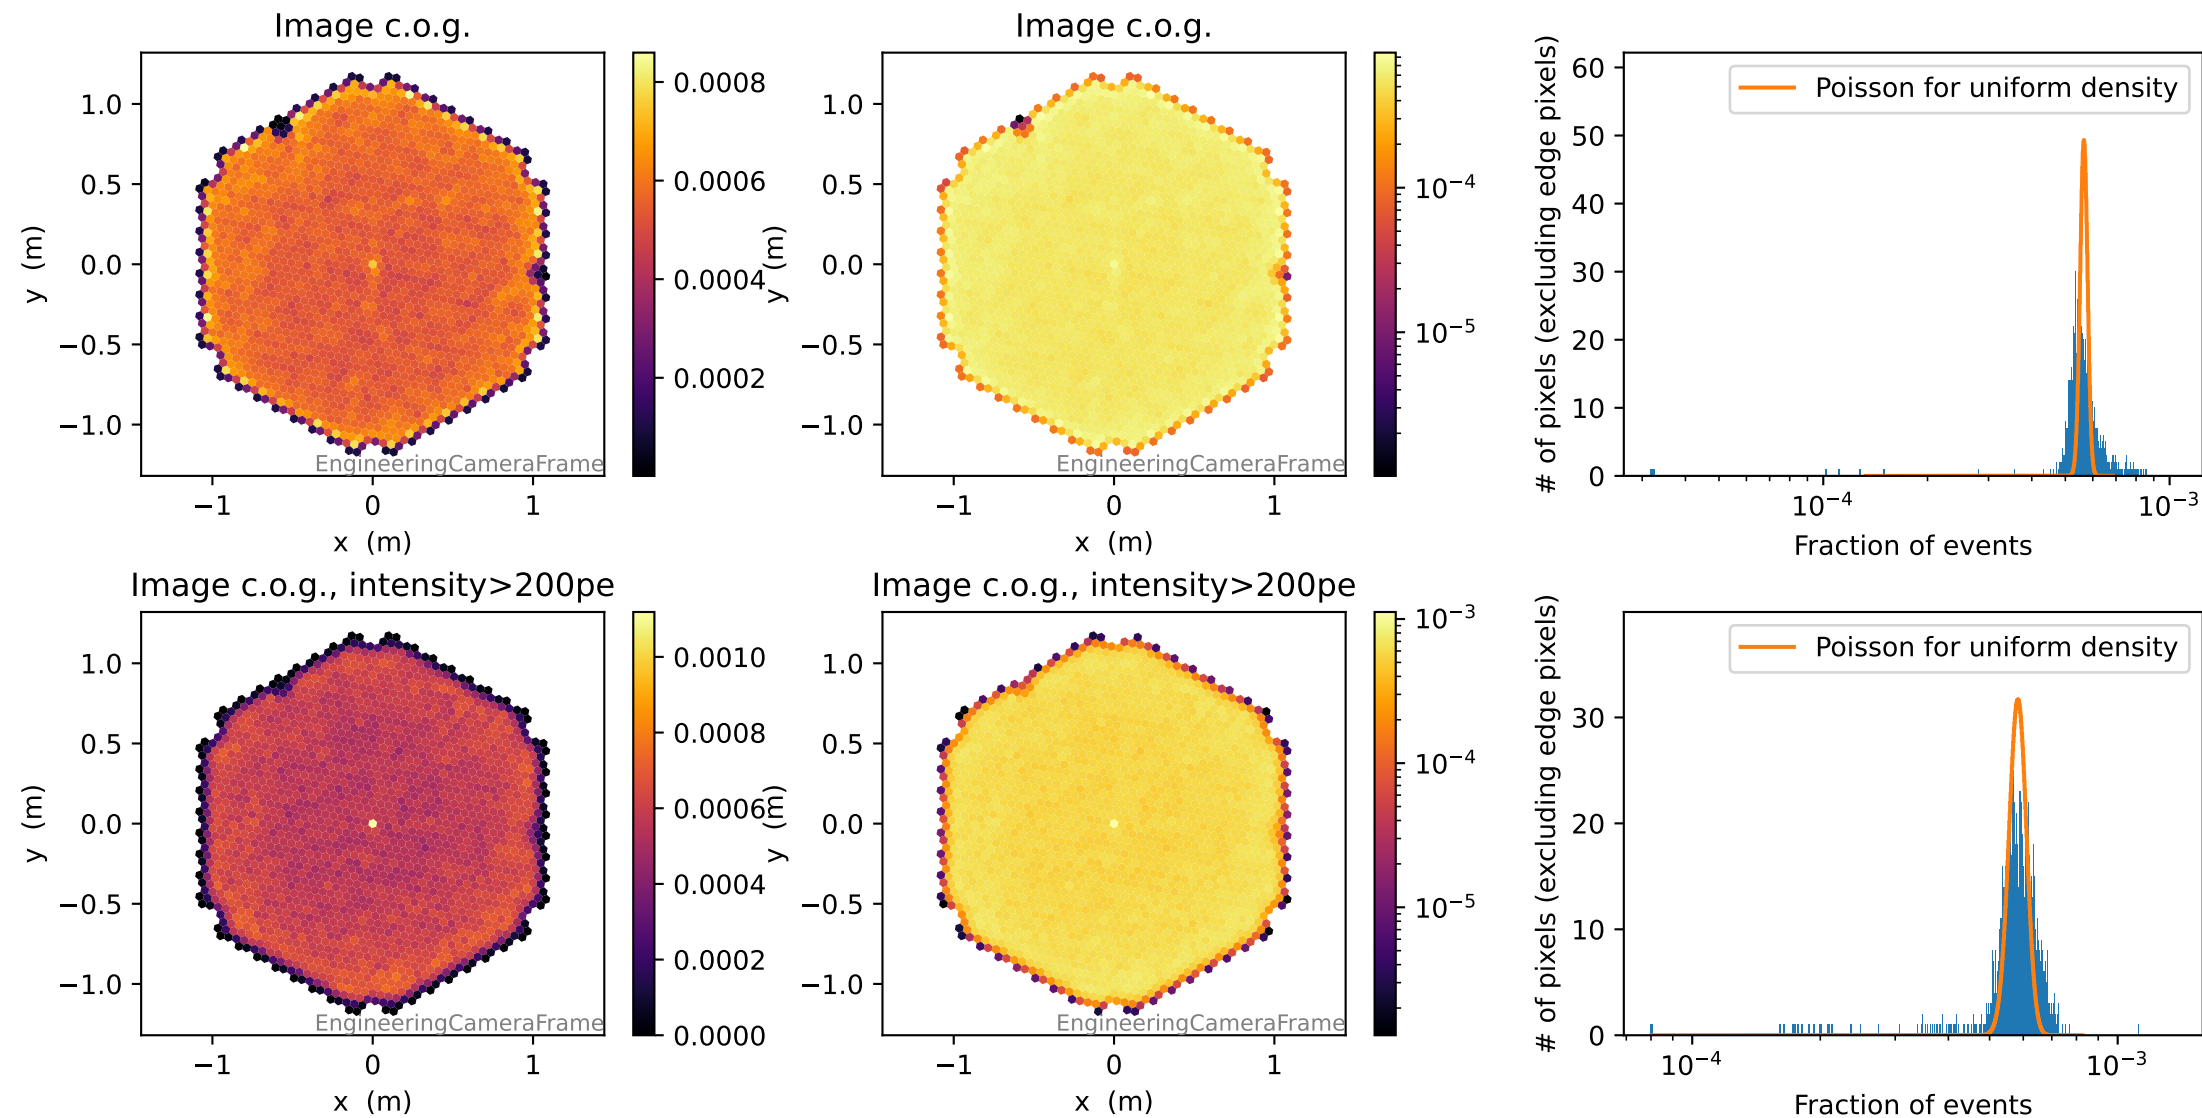 Image c.o.g.
1.0
0.5
0.0
−0.5
−1.0
y (m)
−1
0
1
x (m)
EngineeringCameraFrame
0.0008
0.0006
0.0004
0.0002
Image c.o.g.
1.0
0.5
0.0
−0.5
−1.0
y (m)
−1
0
1
x (m)
EngineeringCameraFrame
10⁻⁴
10⁻⁵
60
50
40
30
20
10
0
# of pixels (excluding edge pixels)
Poisson for uniform density
10⁻⁴
10⁻³
Fraction of events
Image c.o.g., intensity>200pe
1.0
0.5
0.0
−0.5
−1.0
y (m)
−1
0
1
x (m)
EngineeringCameraFrame
0.0010
0.0008
0.0006
0.0004
0.0002
0.0000
Image c.o.g., intensity>200pe
1.0
0.5
0.0
−0.5
−1.0
y (m)
−1
0
1
x (m)
EngineeringCameraFrame
10⁻³
10⁻⁴
10⁻⁵
30
20
10
0
# of pixels (excluding edge pixels)
Poisson for uniform density
10⁻⁴
10⁻³
Fraction of events